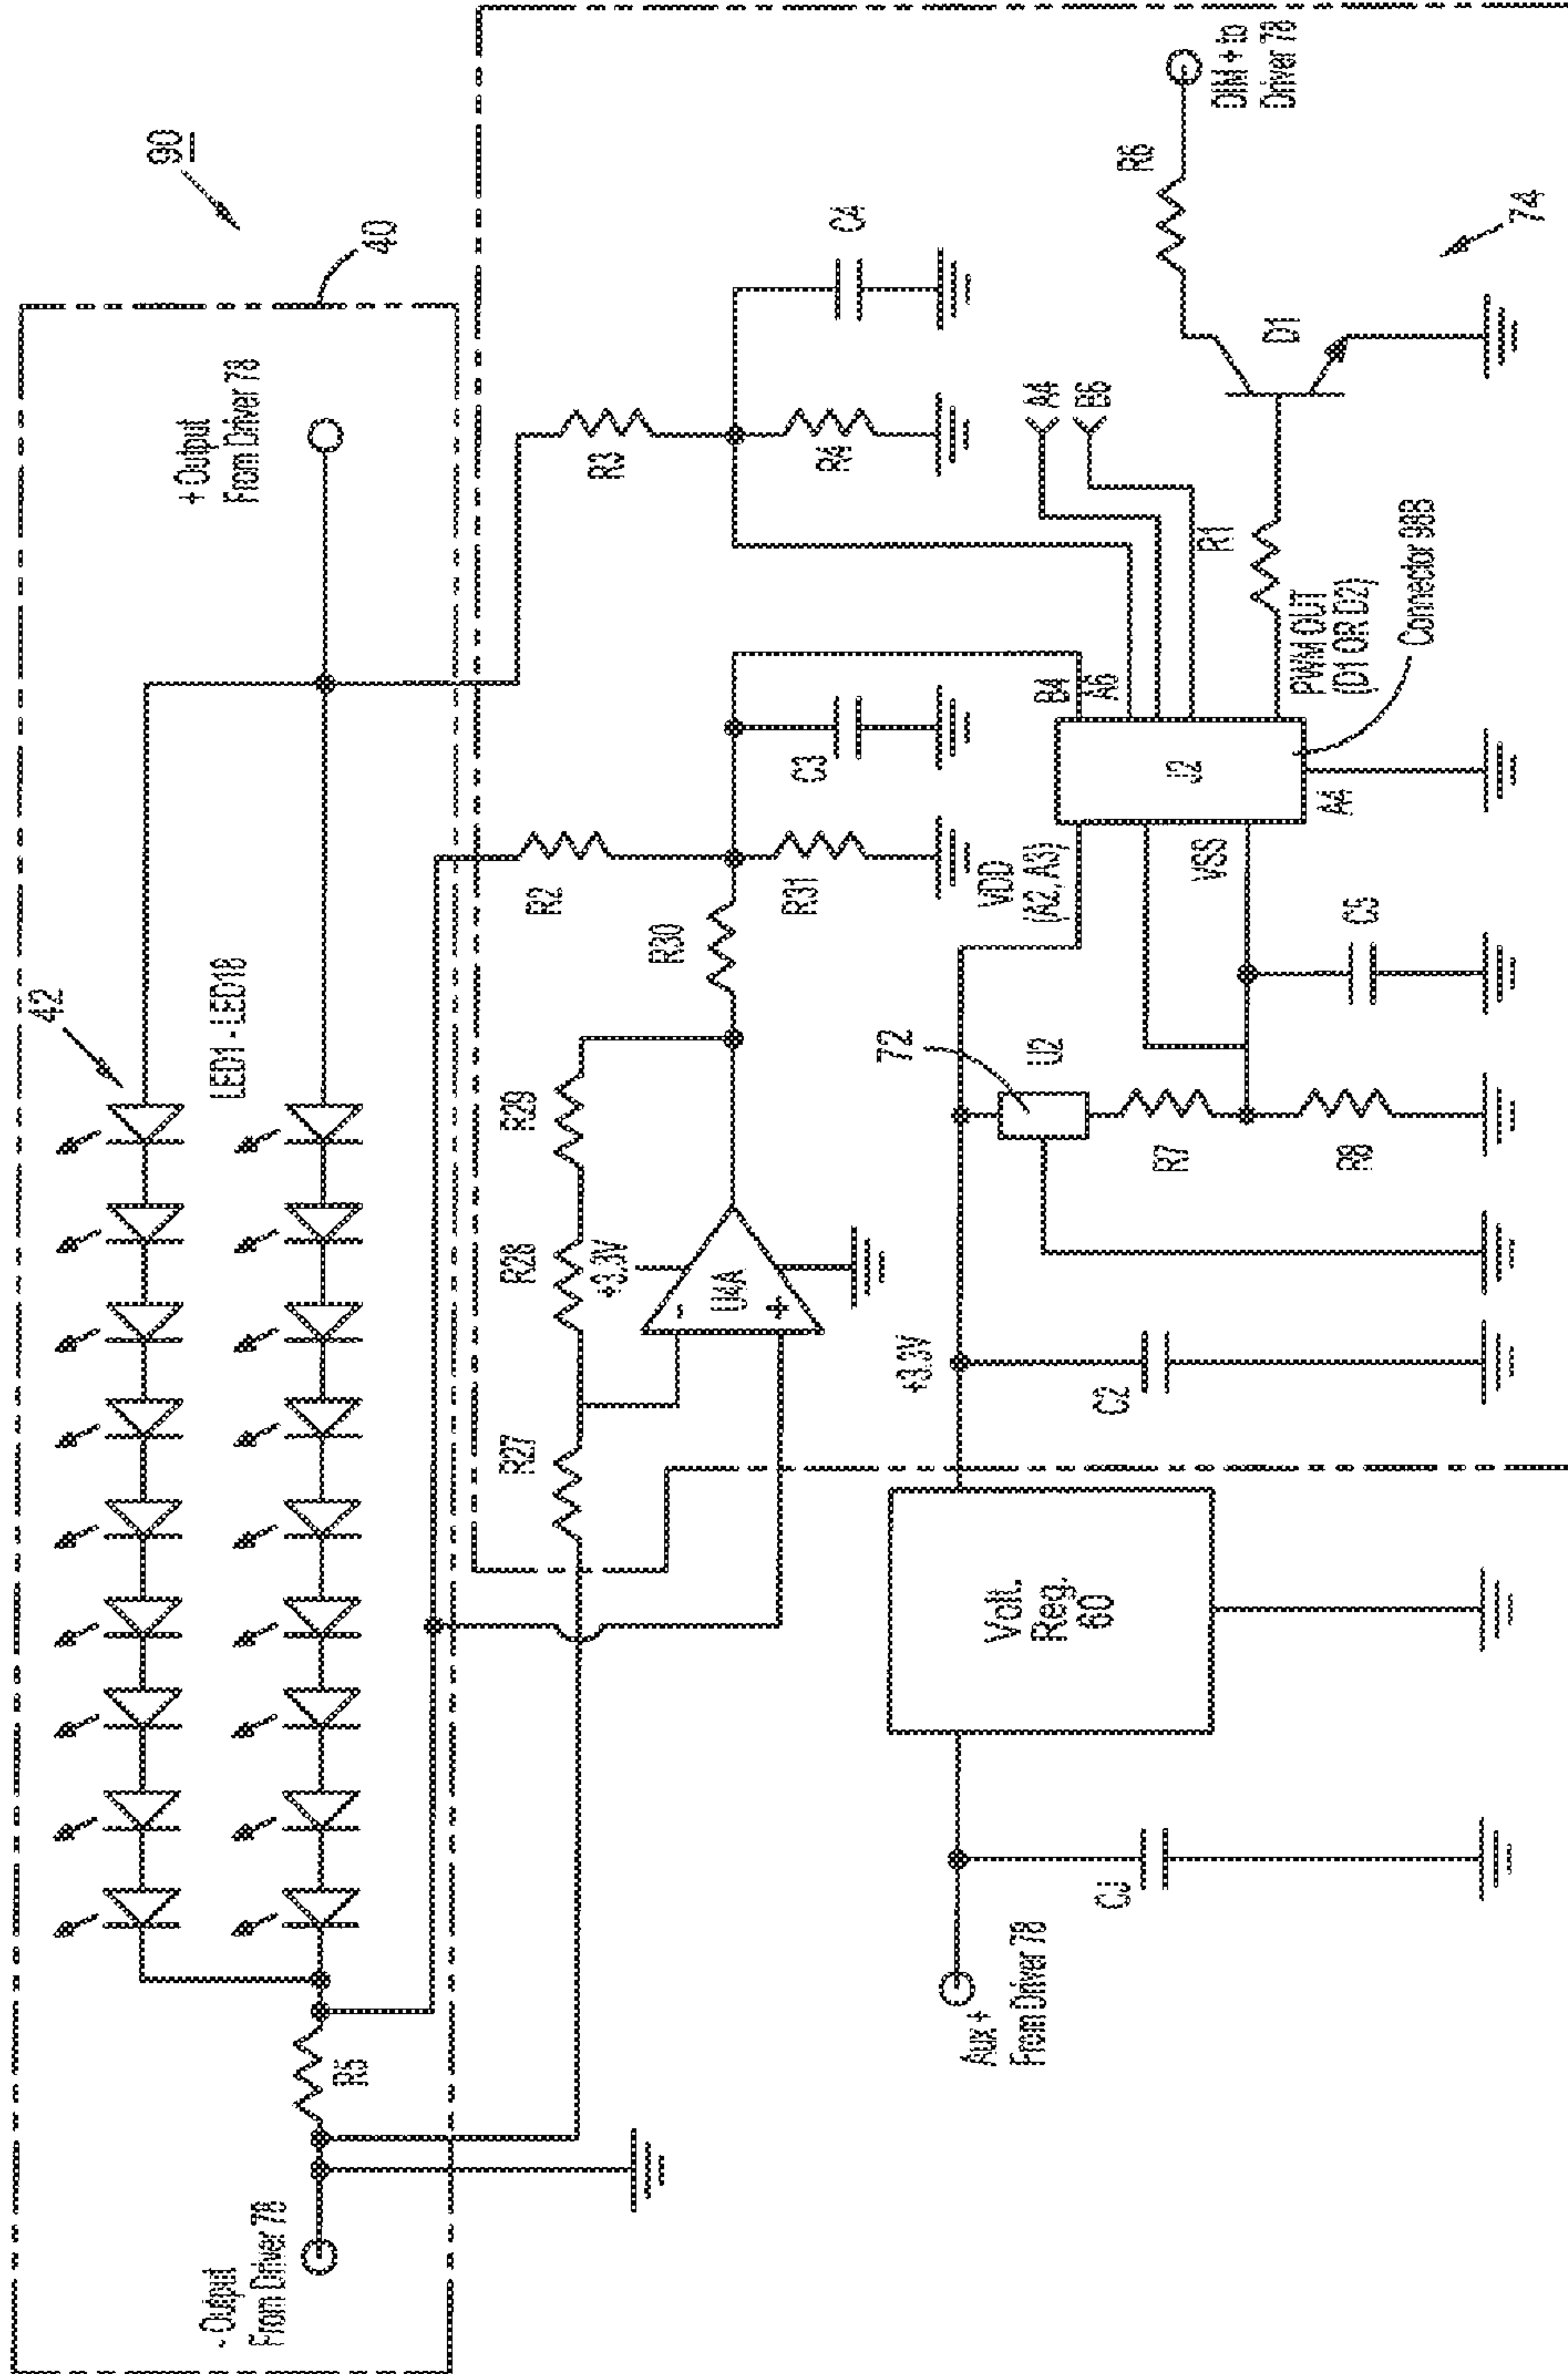 90
40
+ Output
From Driver 78
42
LED1 - LED18
R5
- Output
From Driver 78
R3
R4
C4
R2
R31
C3
R30
R29
R28
R27
+3.3V
U4A
-
+
A4
B6
R6
DIM + to
Driver 78
D1
74
R1
PWM OUT
(D1 OR D2)
Connector 98B
B4
A6
U2
A4
VDD
(A2, A3)
VSS
C5
72
U2
R7
R8
+3.3V
C2
Volt.
Reg.
60
Aux +
From Driver 78